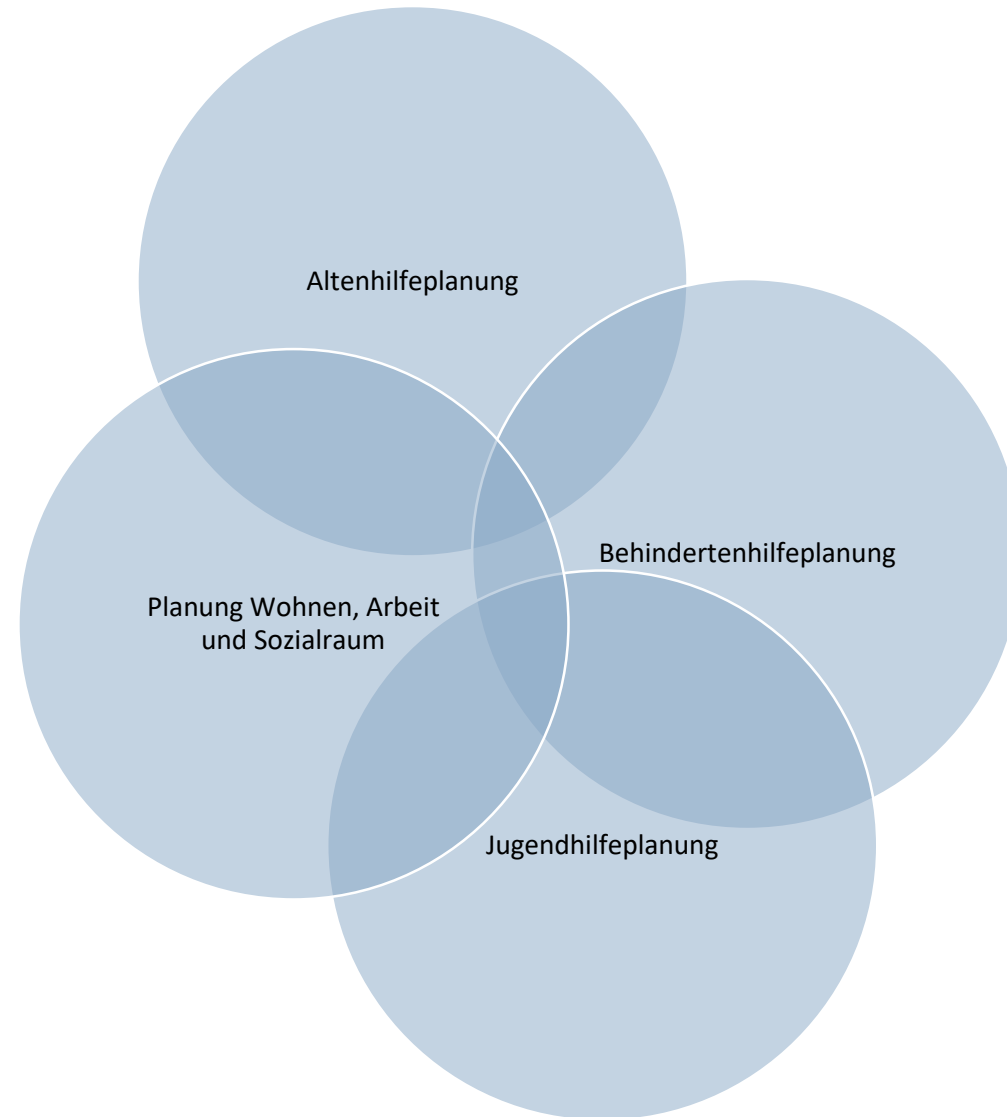 Altenhilfeplanung
Behindertenhilfeplanung
Planung Wohnen, Arbeit
und Sozialraum
Jugendhilfeplanung